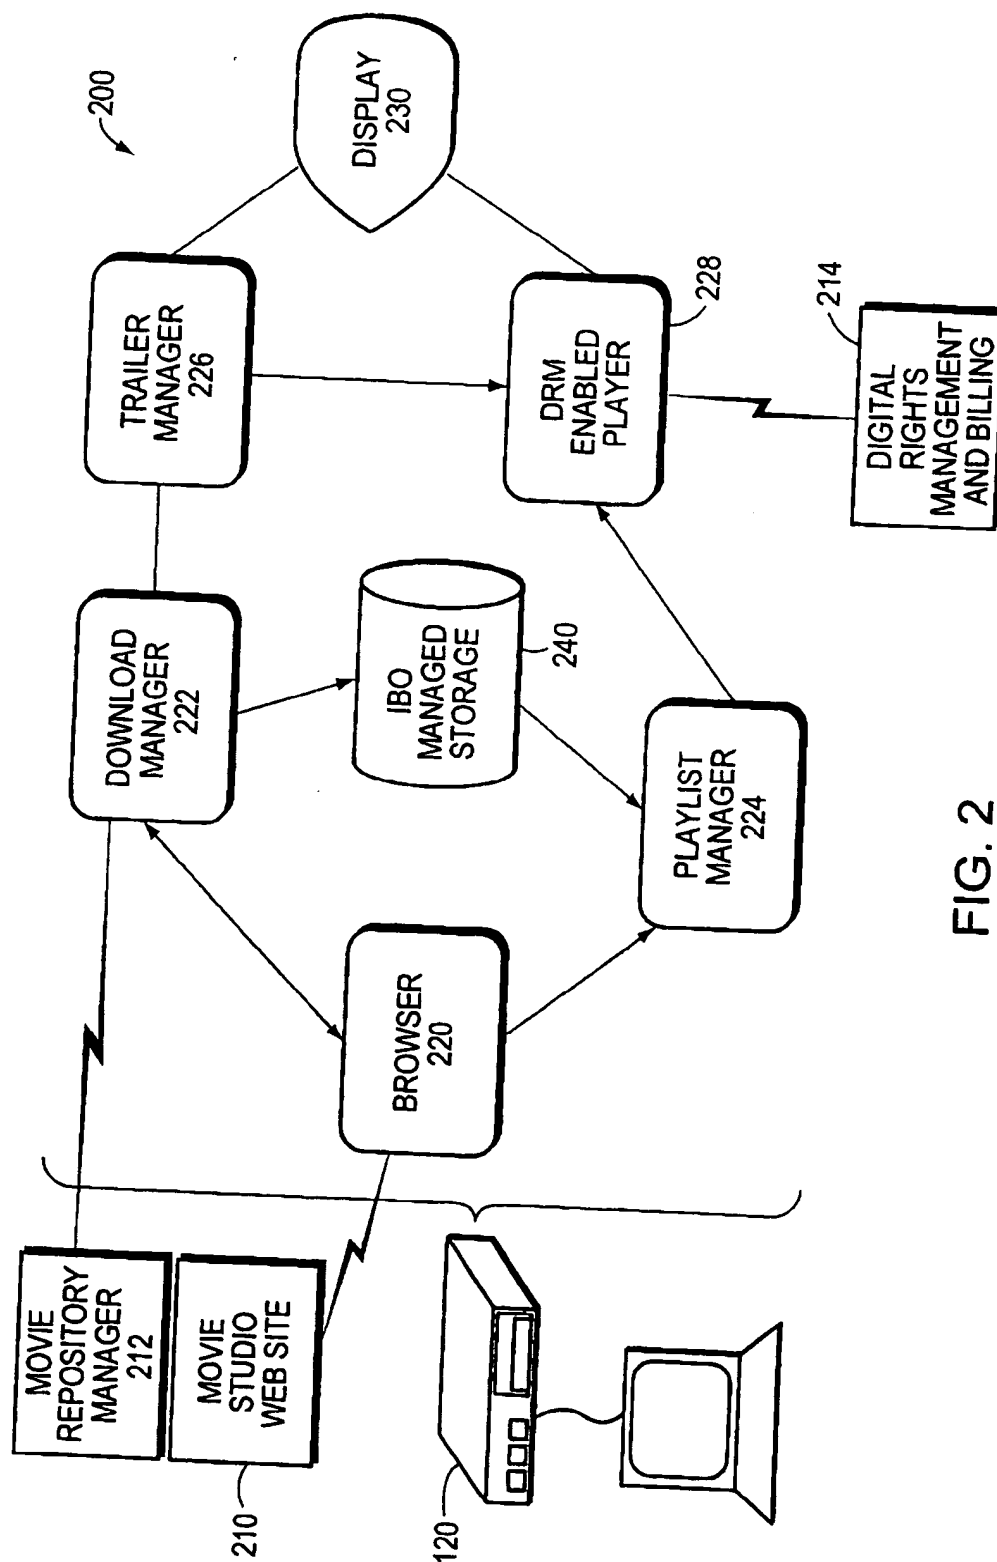 200
MOVIE
REPOSITORY
MANAGER
212
MOVIE
STUDIO
WEB SITE
210
120
DOWNLOAD
MANAGER
222
TRAILER
MANAGER
226
DISPLAY
230
BROWSER
220
IBO
MANAGED
STORAGE
240
DRM
ENABLED
PLAYER
228
PLAYLIST
MANAGER
224
DIGITAL
RIGHTS
MANAGEMENT
AND BILLING
214
FIG. 2